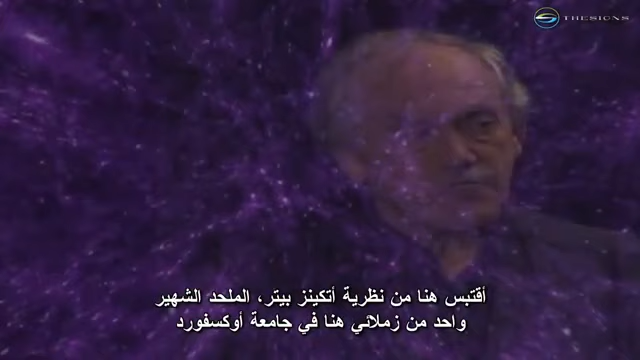 THESIONS
أقتبس هنا من نظرية أتكينز بيتر، الملحد الشهير
واحد من زملائي هنا في جامعة أوكسفورد